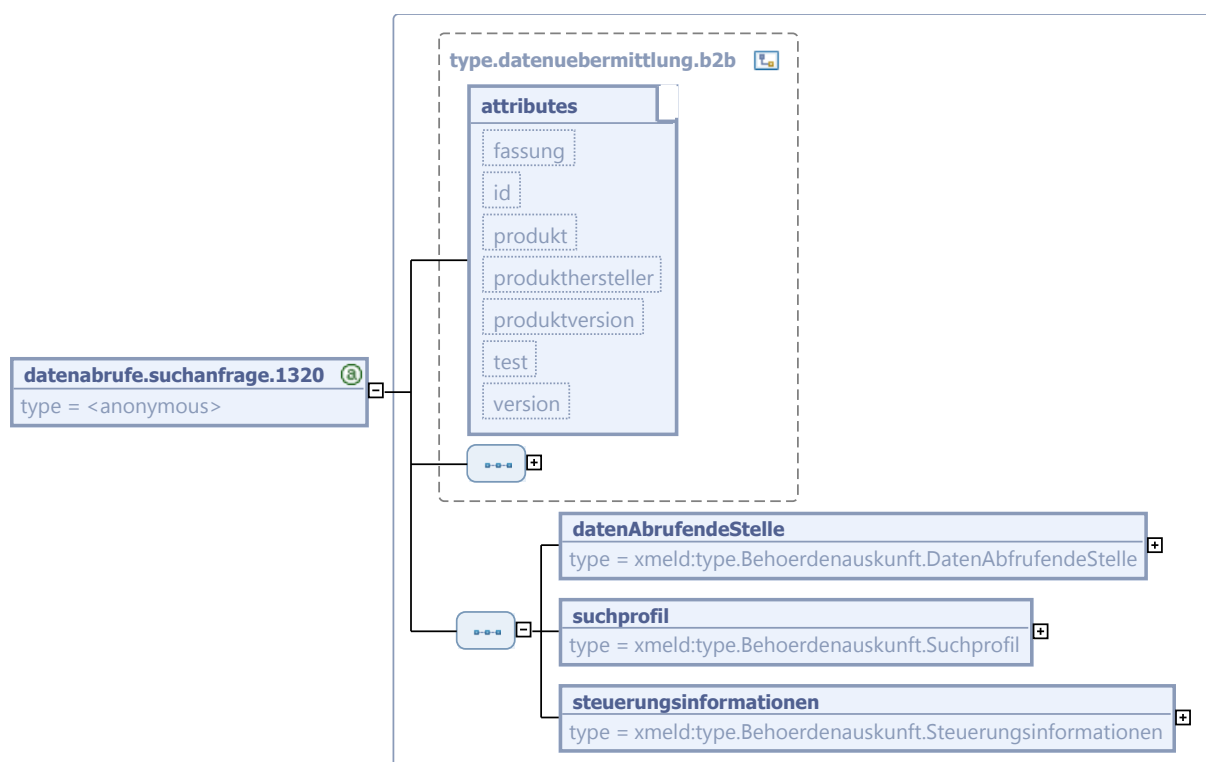 type.datenuebermittlung.b2b
attributes
fassung
id
produkt
produkthersteller
produktversion
test
version
datenabrufe.suchanfrage.1320 a
type = <anonymous>
datenAbrufendeStelle
type = xmeld:type.Behoerdenauskunft.DatenAbfrufendeStelle
suchprofil
type = xmeld:type.Behoerdenauskunft.Suchprofil
steuerungsinformationen
type = xmeld:type.Behoerdenauskunft.Steuerungsinformationen